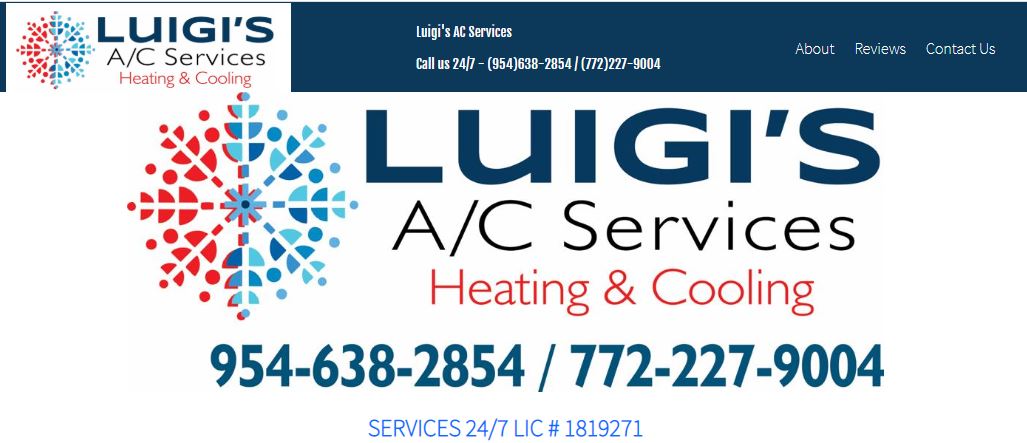 LUIGI'S
A/C Services
Heating & Cooling
Luigi's AC Services
Call us 24/7 - (954)638-2854 / (772)227-9004
About Reviews Contact Us
LUIGI'S
A/C Services
Heating & Cooling
954-638-2854 / 772-227-9004
SERVICES 24/7 LIC # 1819271